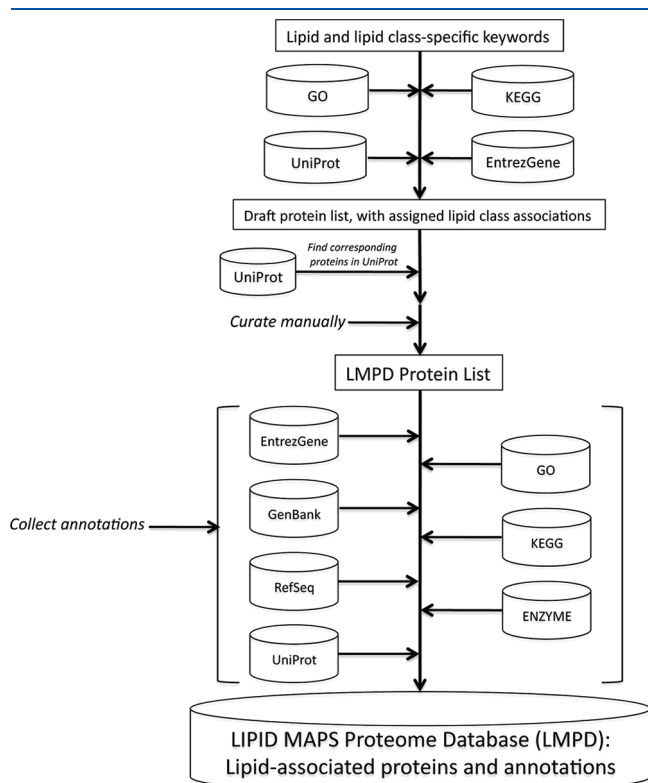 Lipid and lipid class-specific keywords
GO
KEGG
UniProt
EntrezGene
Draft protein list, with assigned lipid class associations
Find corresponding
proteins in UniProt
UniProt
Curate manually
LMPD Protein List
EntrezGene
GO
GenBank
Collect annotations
KEGG
RefSeq
ENZYME
UniProt
LIPID MAPS Proteome Database (LMPD):
Lipid-associated proteins and annotations